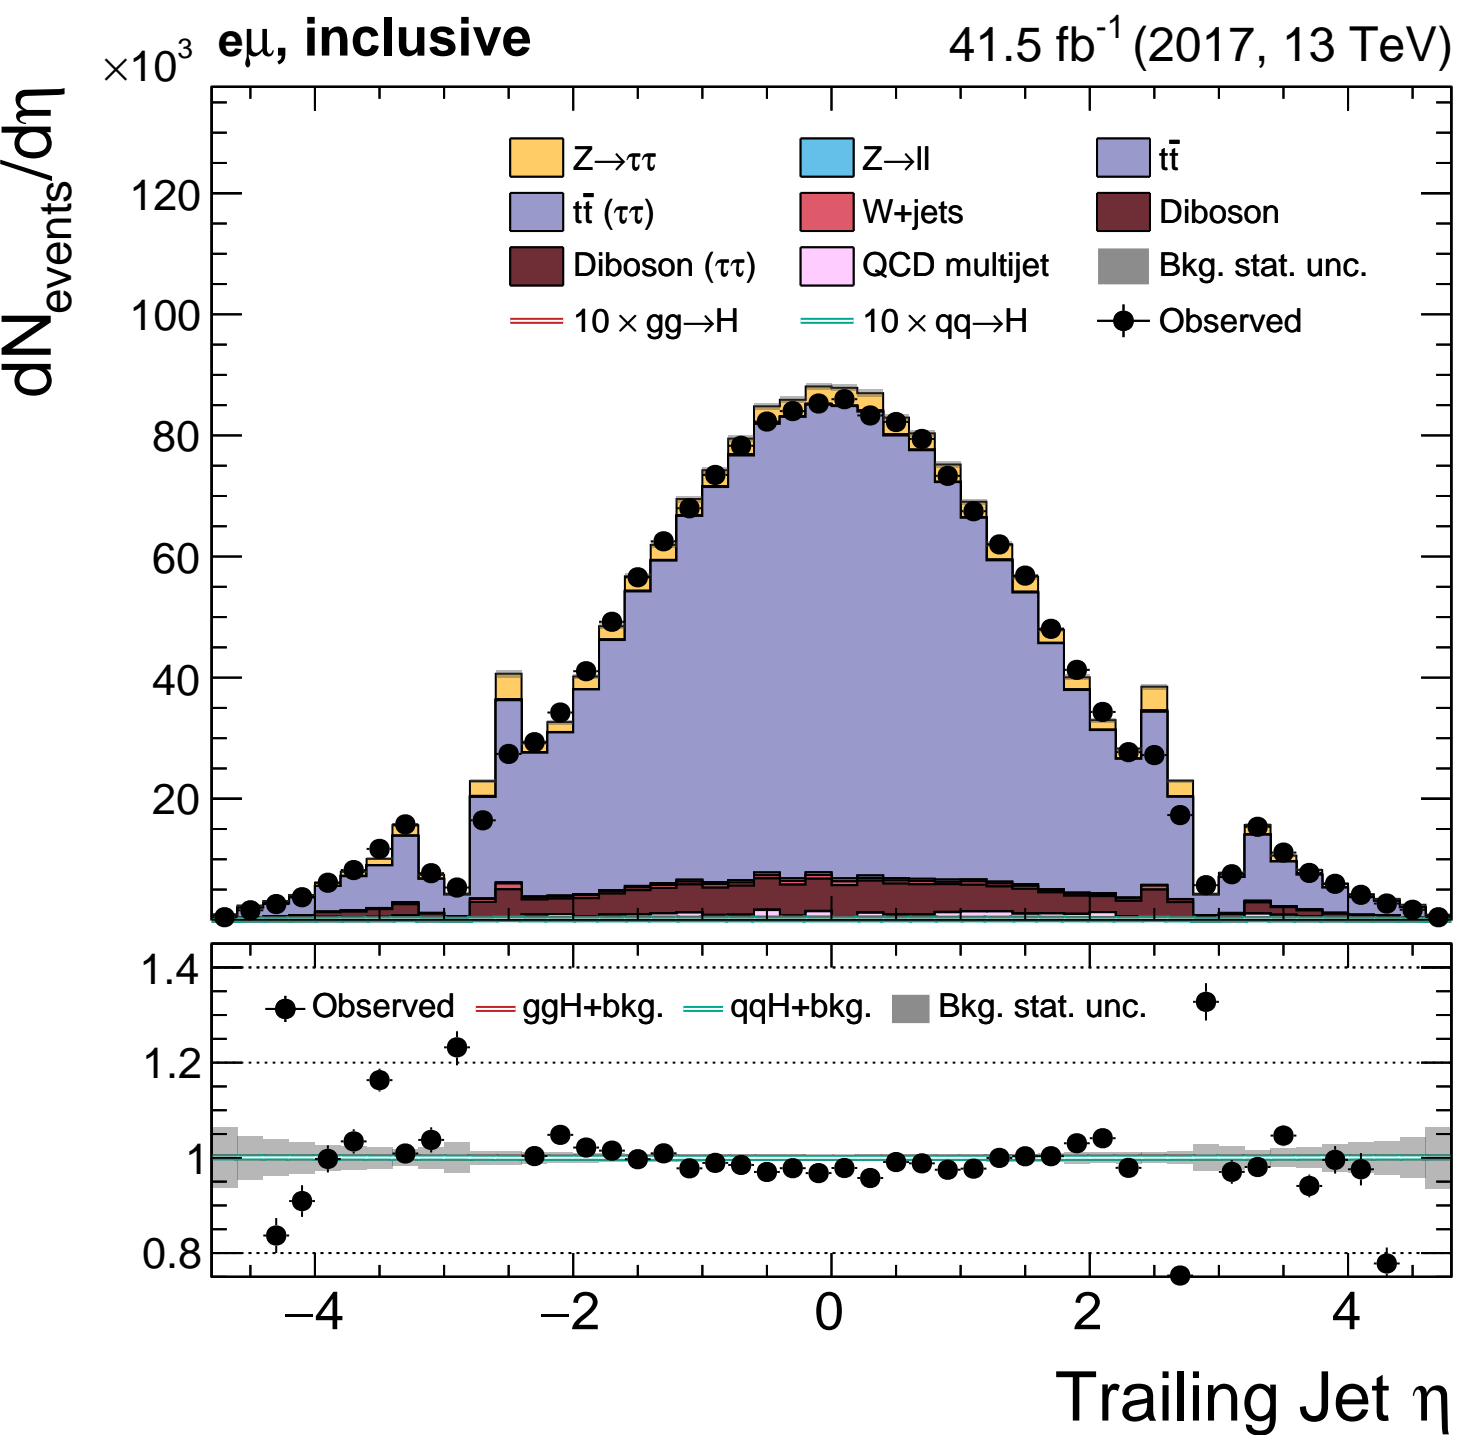 ×10³ eμ, inclusive 41.5 fb⁻¹ (2017, 13 TeV)
dN_events/dη
Z→ττ Z→ll tt̄
tt̄ (ττ) W+jets Diboson
Diboson (ττ) QCD multijet Bkg. stat. unc.
10 × gg→H 10 × qq→H Observed
120
100
80
60
40
20
1.4
Observed ggH+bkg. qqH+bkg. Bkg. stat. unc.
1.2
1
0.8
−4 −2 0 2 4
Trailing Jet η